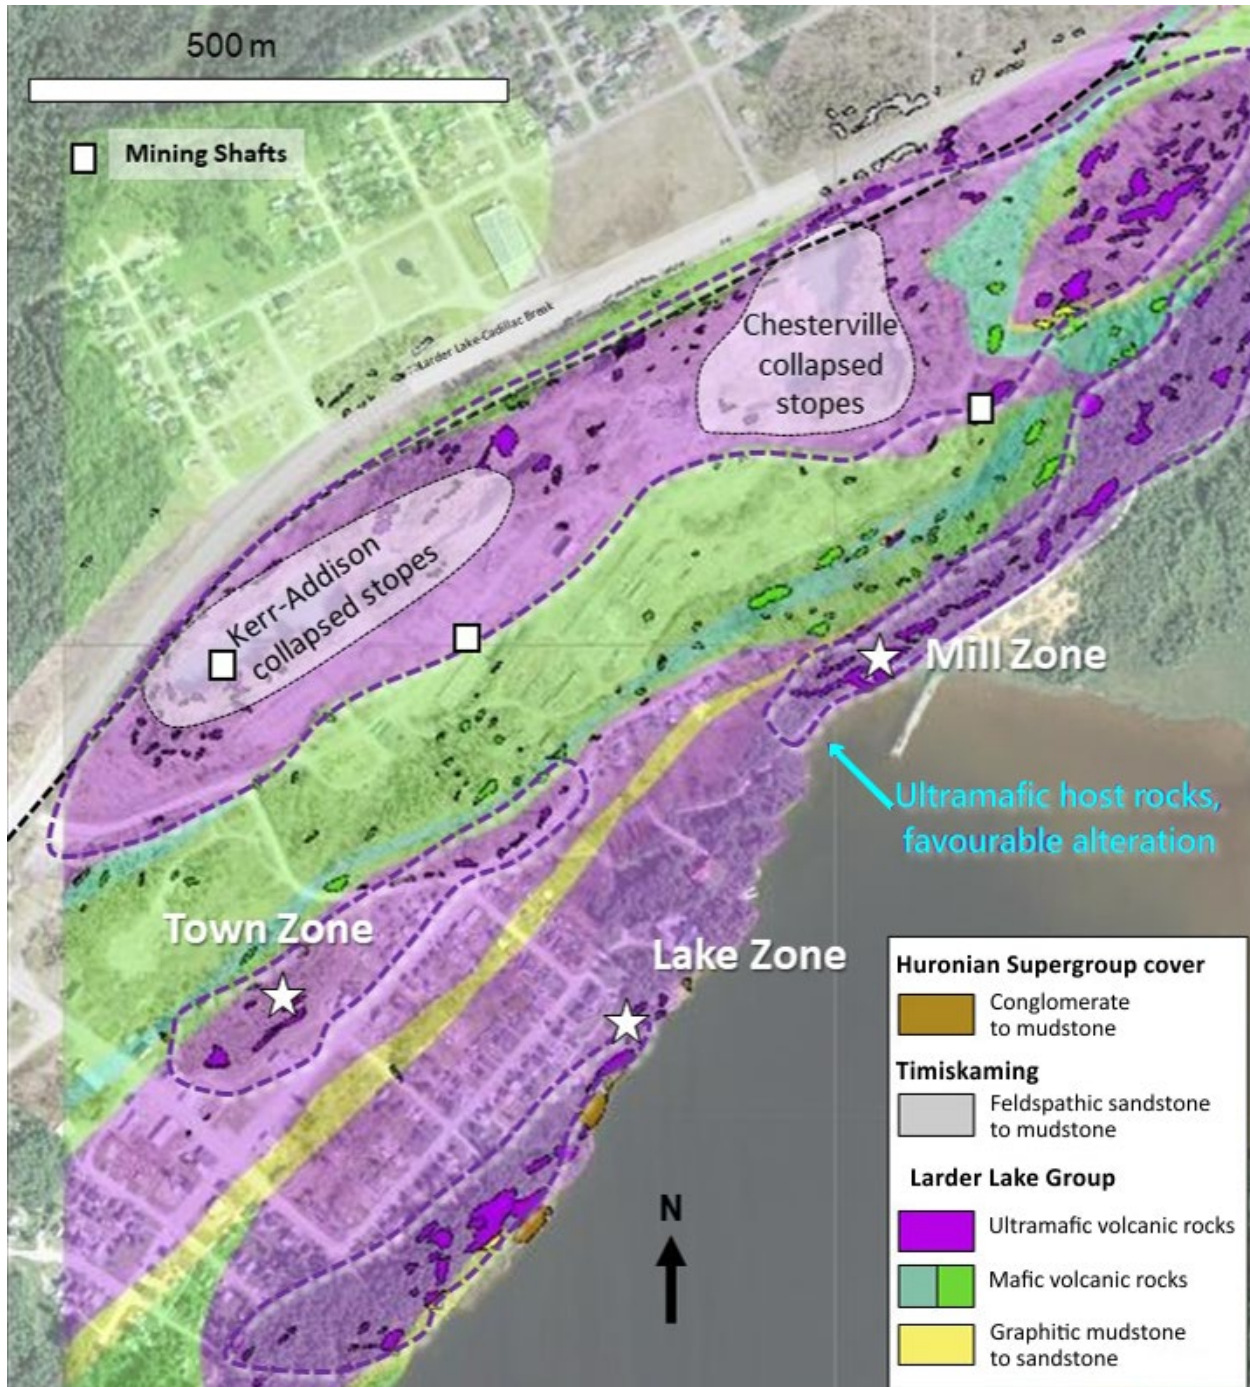 500 m
Mining Shafts
Larder Lake-Cadillac Break
Chesterville
collapsed
stopes
Kerr-Addison
collapsed stopes
Mill Zone
Ultramafic host rocks,
favourable alteration
Town Zone
Lake Zone
N
Huronian Supergroup cover
Conglomerate
to mudstone
Timiskaming
Feldspathic sandstone
to mudstone
Larder Lake Group
Ultramafic volcanic rocks
Mafic volcanic rocks
Graphitic mudstone
to sandstone